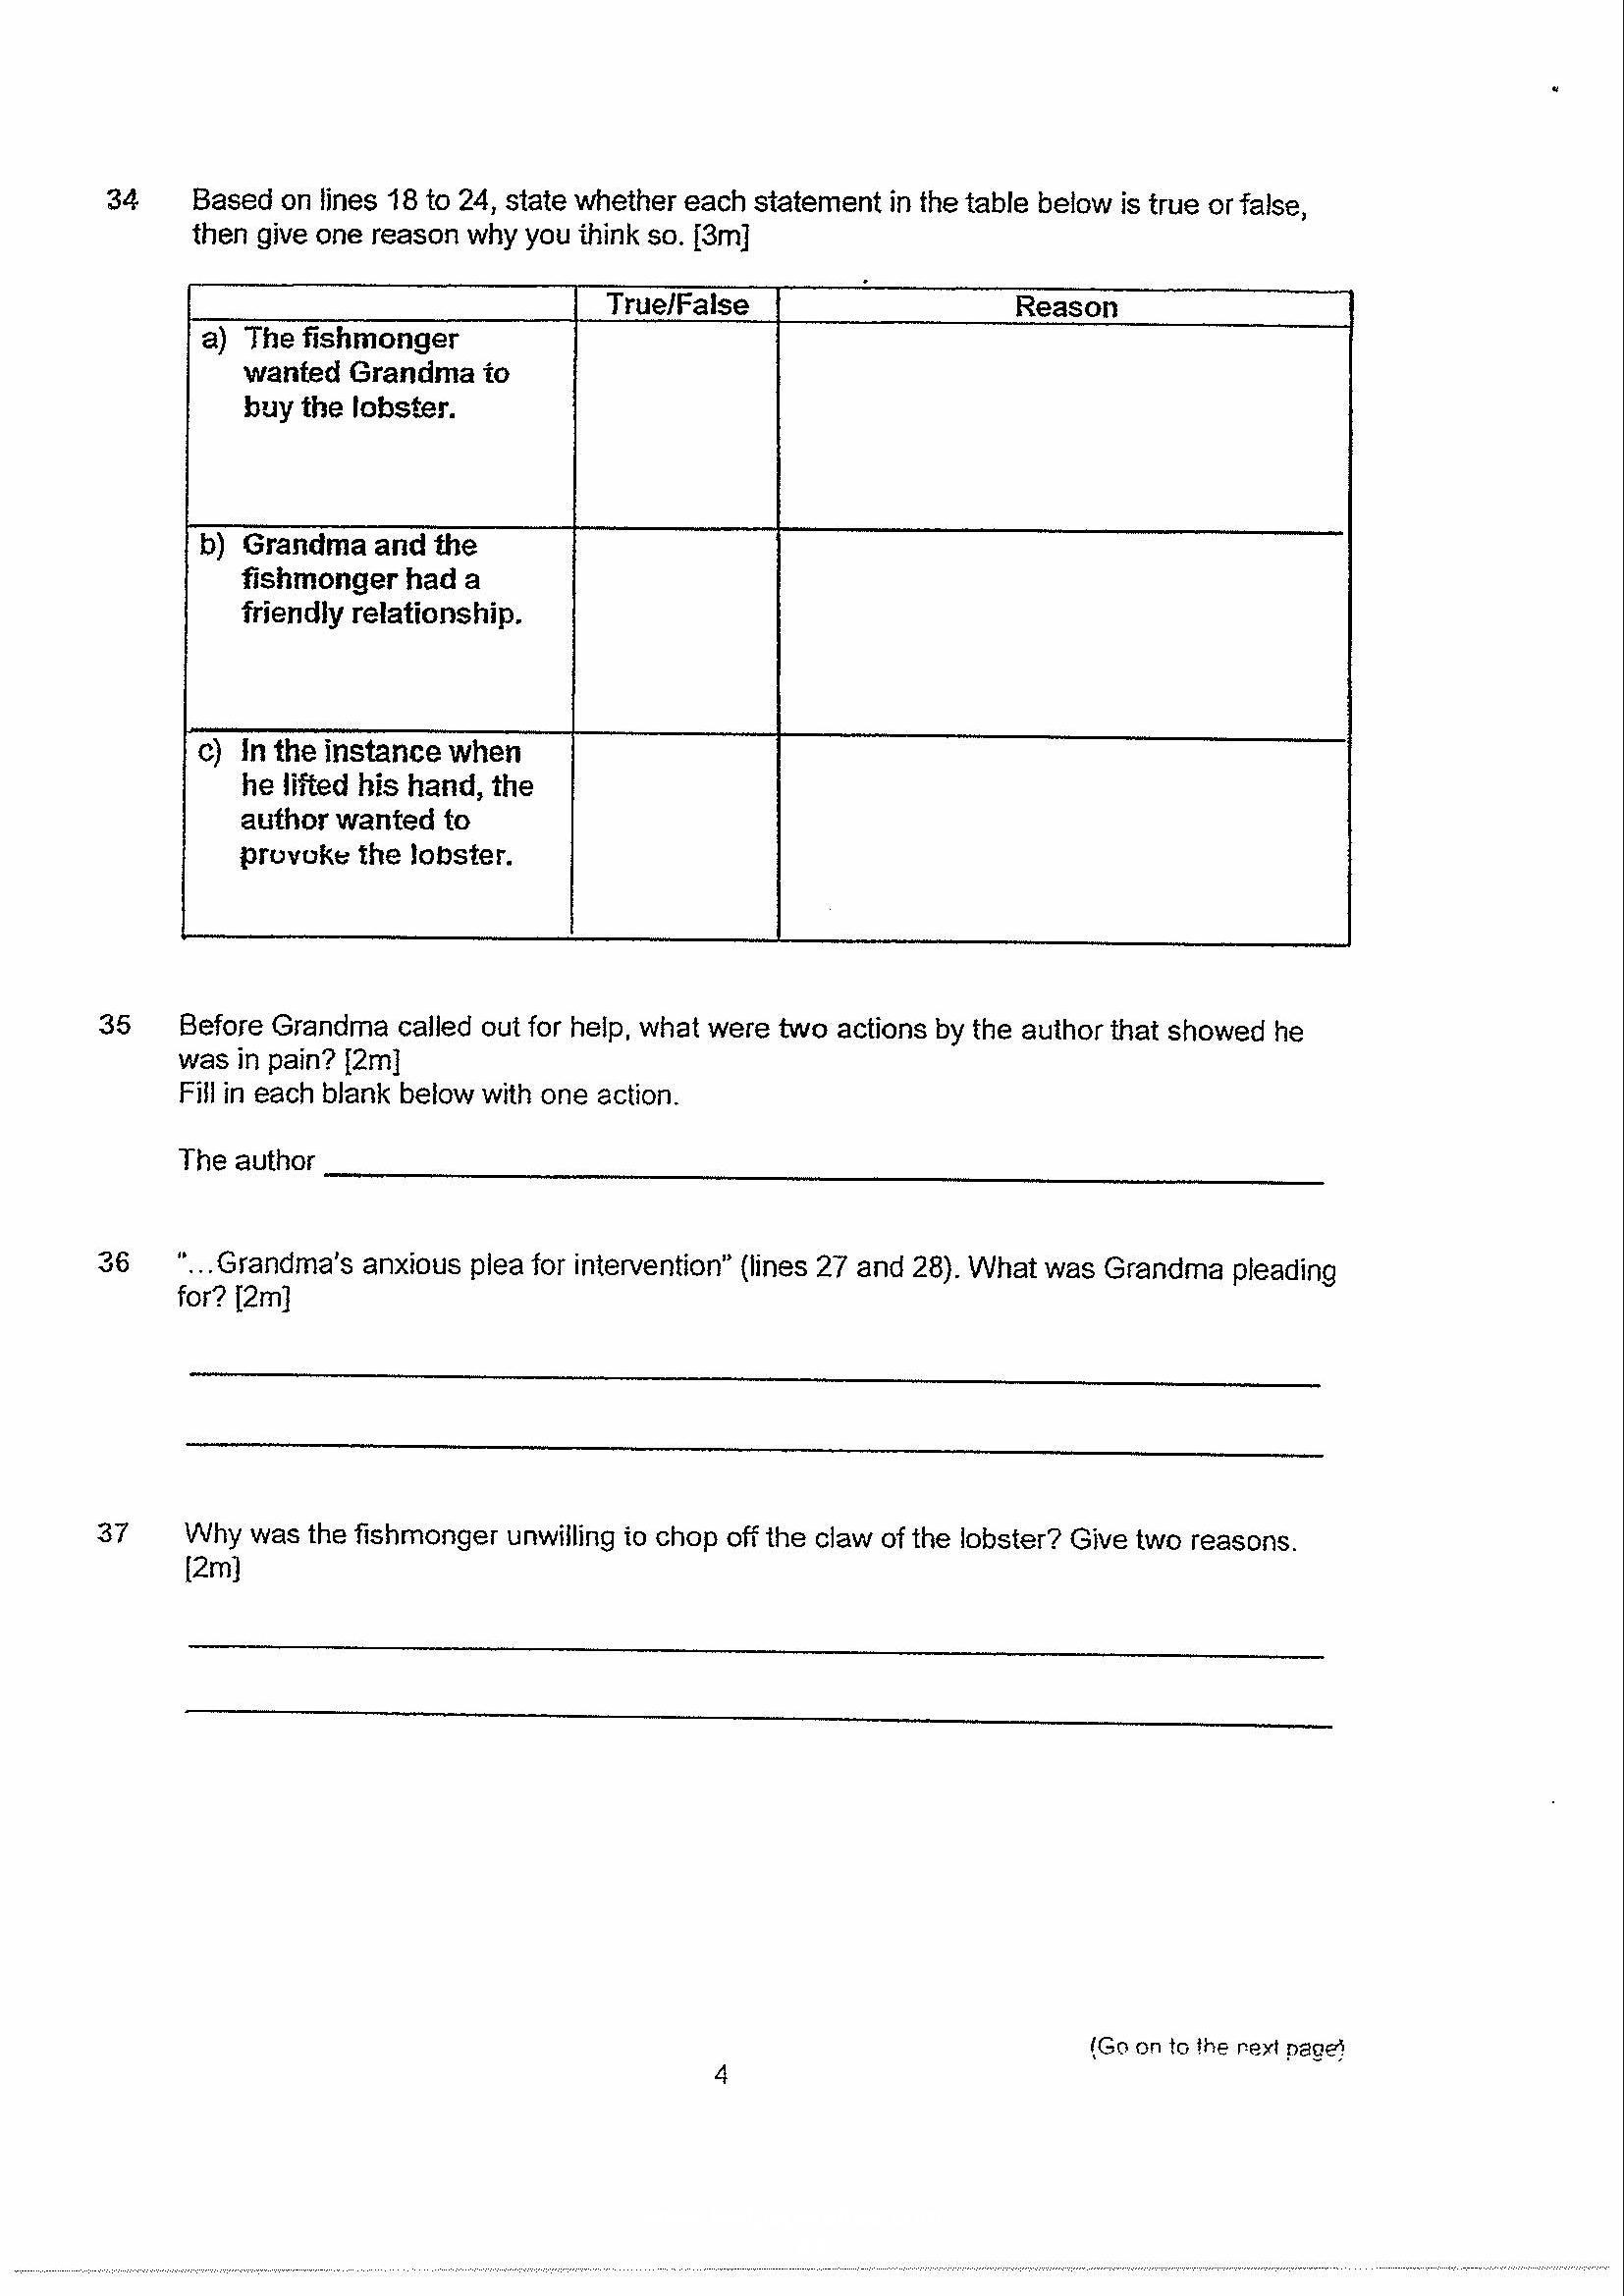 34 Based on lines 18 to 24, state whether each statement in the table below is true or false,
then give one reason why you think so. [3m]
True/False Reason
a) The fishmonger
wanted Grandma to
buy the lobster.
b) Grandma and the
fishmonger had a
friendly relationship.
c) In the instance when
he lifted his hand, the
author wanted to
provoke the lobster.
35 Before Grandma called out for help, what were two actions by the author that showed he
was in pain? [2m]
Fill in each blank below with one action.
The author
36 "...Grandma's anxious plea for intervention" (lines 27 and 28). What was Grandma pleading
for? [2m]
37 Why was the fishmonger unwilling to chop off the claw of the lobster? Give two reasons.
[2m]
(Go on to the next page)
4